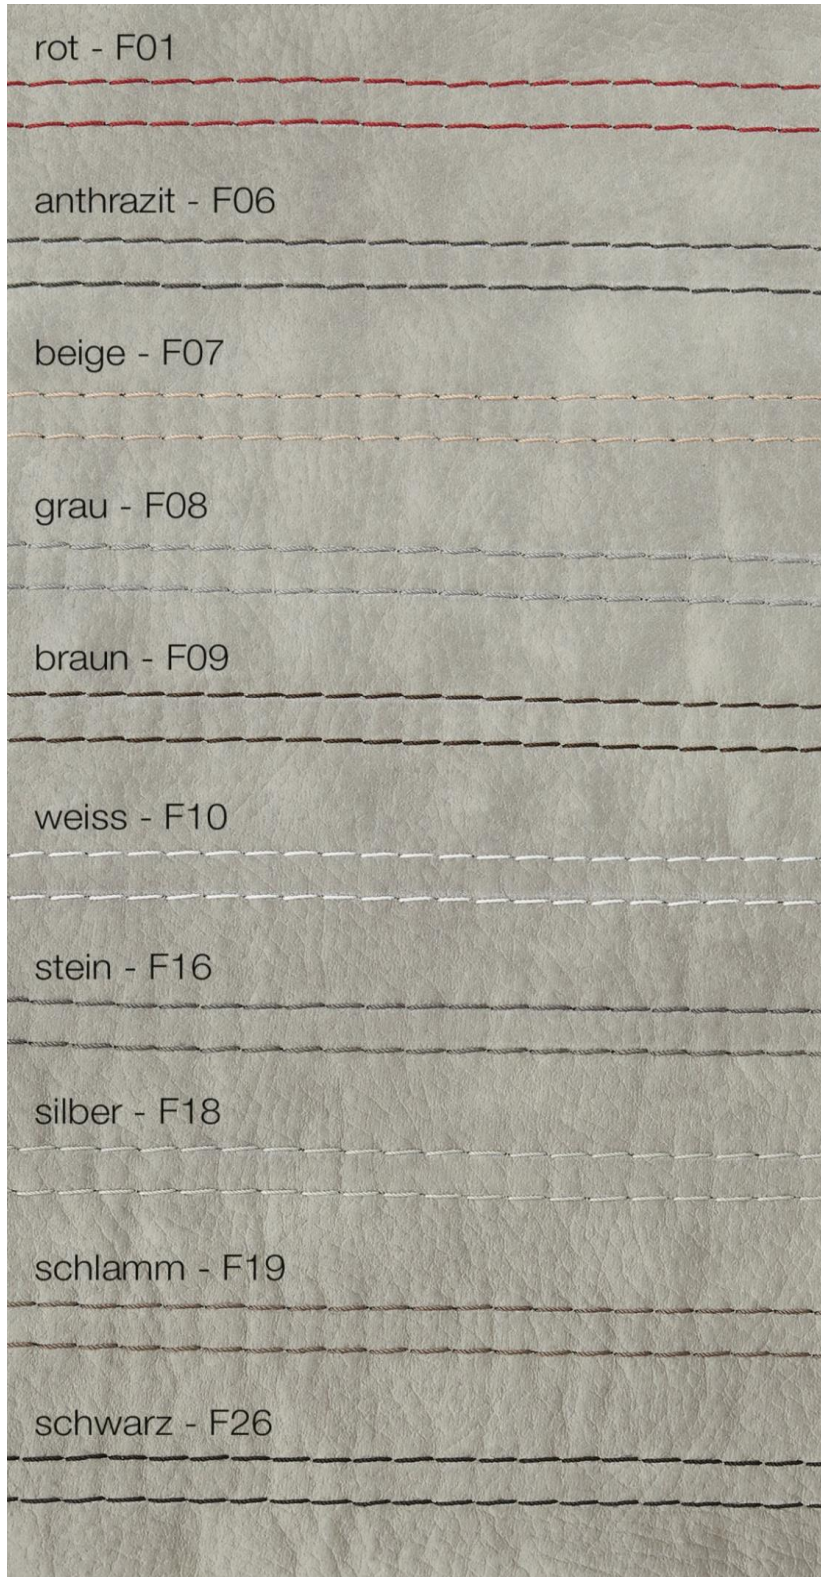 rot - F01
anthrazit - F06
beige - F07
grau - F08
braun - F09
weiss - F10
stein - F16
silber - F18
schlamm - F19
schwarz - F26